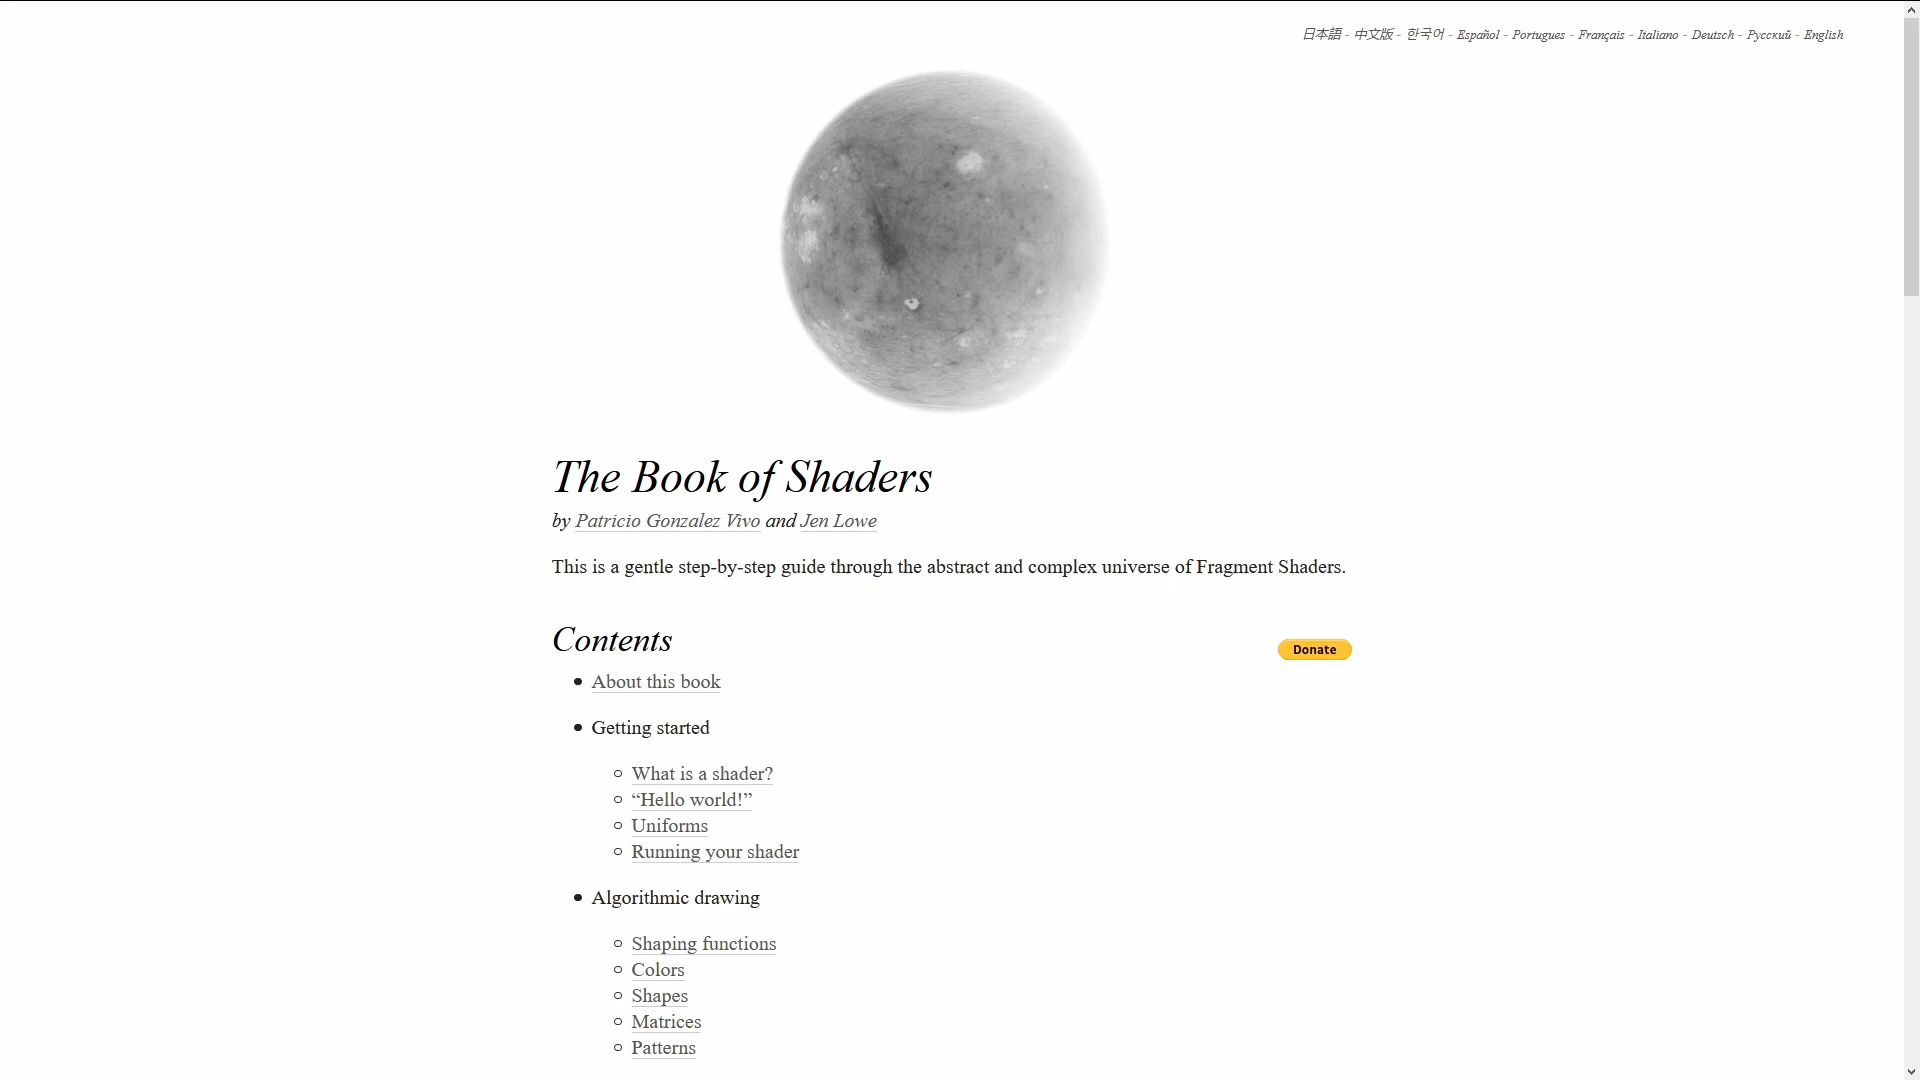 日本語 - 中文版 - 한국어 - Español - Portugues - Français - Italiano - Deutsch - Русский - English
The Book of Shaders
by Patricio Gonzalez Vivo and Jen Lowe
This is a gentle step-by-step guide through the abstract and complex universe of Fragment Shaders.
Contents
Donate
About this book
Getting started
What is a shader?
“Hello world!”
Uniforms
Running your shader
Algorithmic drawing
Shaping functions
Colors
Shapes
Matrices
Patterns